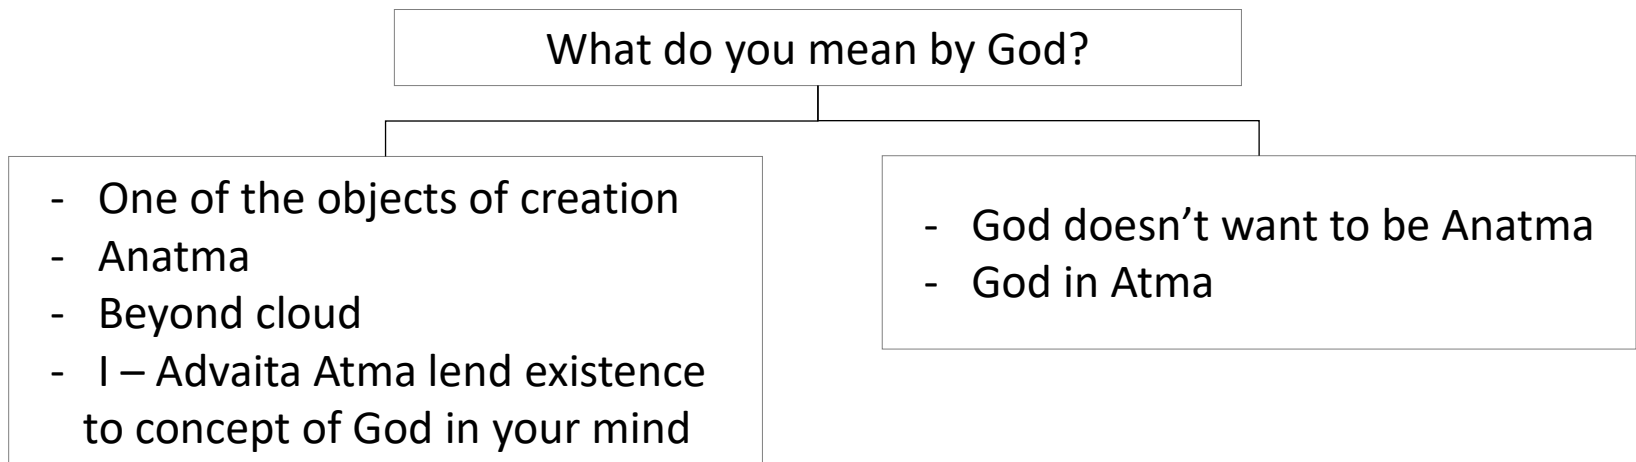 What do you mean by God?
- One of the objects of creation
- Anatma
- Beyond cloud
- I – Advaita Atma lend existence
to concept of God in your mind
- God doesn’t want to be Anatma
- God in Atma